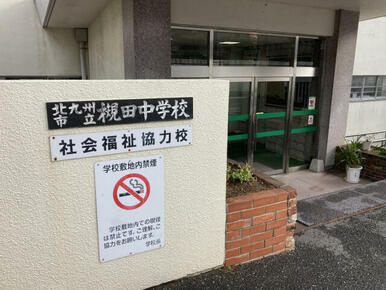 北九州市立槻田中学校
社会福祉協力校
学校敷地内禁煙
学校敷地内での喫煙
は禁止です。ご理解、ご
協力をお願いします。
学校長